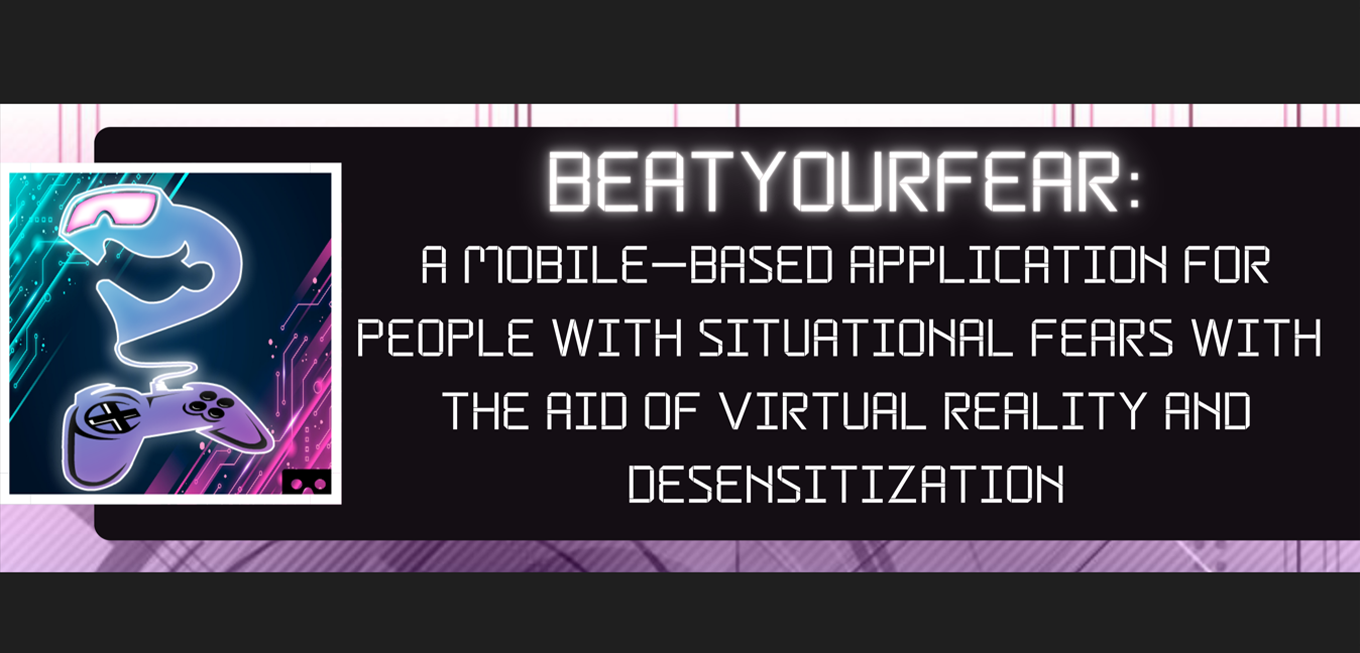 BEATYOURFEAR:
A MOBILE-BASED APPLICATION FOR
PEOPLE WITH SITUATIONAL FEARS WITH
THE AID OF VIRTUAL REALITY AND
DESENSITIZATION